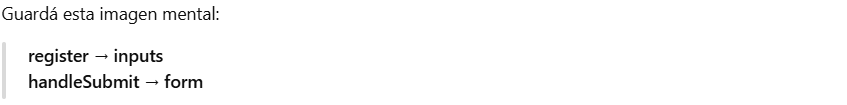 Guardá esta imagen mental:
register → inputs
handleSubmit → form